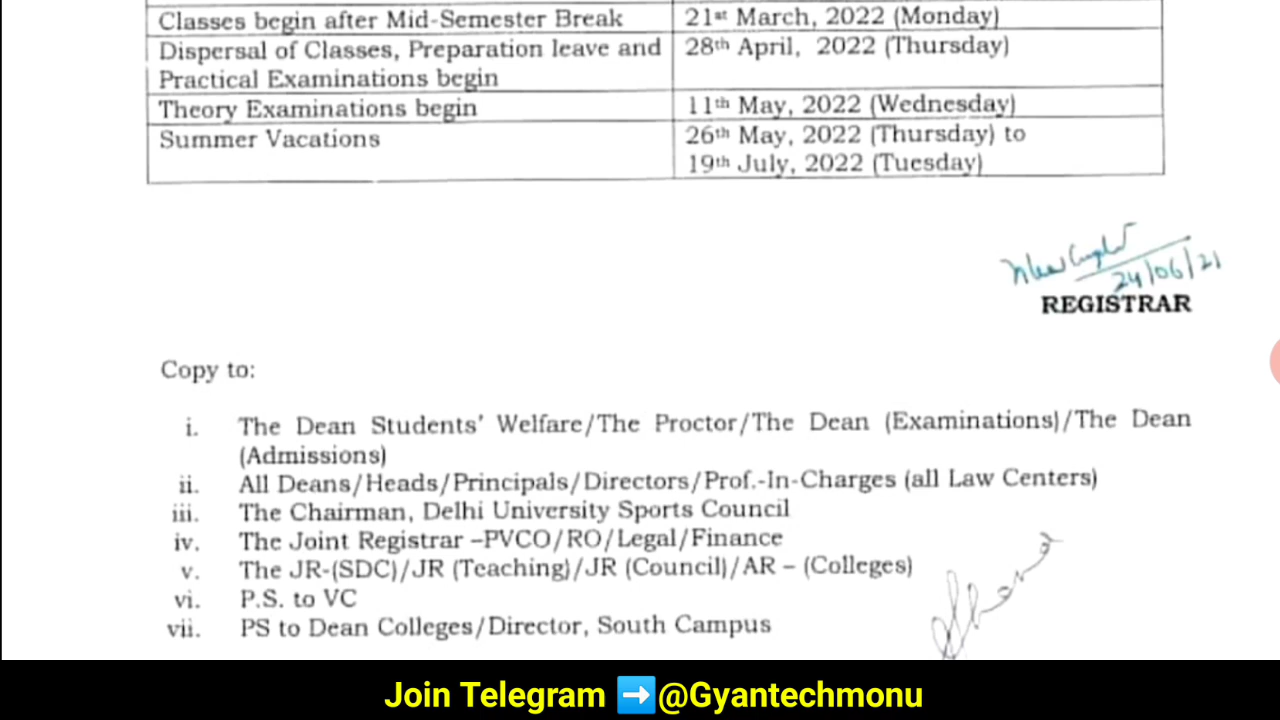 Classes begin after Mid-Semester Break 21st March, 2022 (Monday)
Dispersal of Classes, Preparation leave and 28th April, 2022 (Thursday)
Practical Examinations begin
Theory Examinations begin 11th May, 2022 (Wednesday)
Summer Vacations 26th May, 2022 (Thursday) to
19th July, 2022 (Tuesday)
24/06/21
REGISTRAR
Copy to:
i. The Dean Students' Welfare/The Proctor/The Dean (Examinations)/The Dean
(Admissions)
ii. All Deans/Heads/Principals/Directors/Prof.-In-Charges (all Law Centers)
iii. The Chairman, Delhi University Sports Council
iv. The Joint Registrar –PVCO/RO/Legal/Finance
v. The JR-(SDC)/JR (Teaching)/JR (Council)/AR – (Colleges)
vi. P.S. to VC
vii. PS to Dean Colleges/Director, South Campus
Join Telegram ➡️@Gyantechmonu